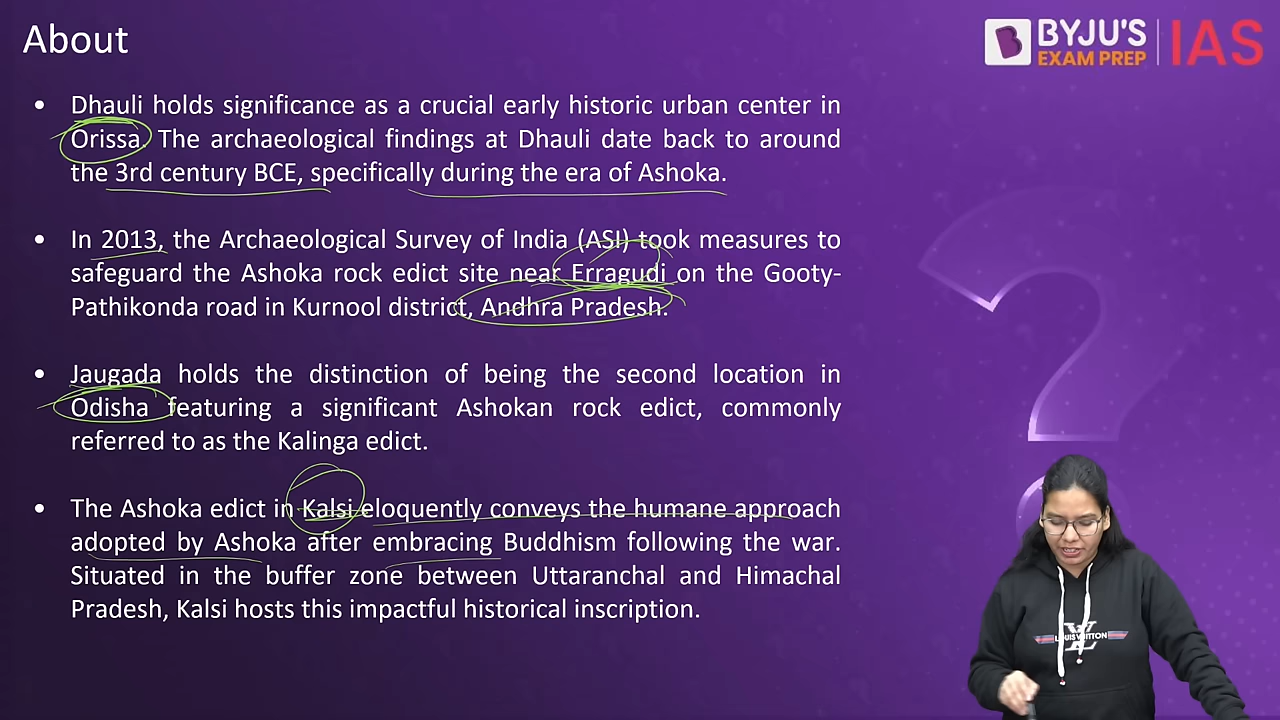 About
BYJU'S
EXAM PREP
IAS
• Dhauli holds significance as a crucial early historic urban center in
Orissa. The archaeological findings at Dhauli date back to around
the 3rd century BCE, specifically during the era of Ashoka.
• In 2013, the Archaeological Survey of India (ASI) took measures to
safeguard the Ashoka rock edict site near Erragudi on the Gooty-
Pathikonda road in Kurnool district, Andhra Pradesh.
• Jaugada holds the distinction of being the second location in
Odisha featuring a significant Ashokan rock edict, commonly
referred to as the Kalinga edict.
• The Ashoka edict in Kalsi eloquently conveys the humane approach
adopted by Ashoka after embracing Buddhism following the war.
Situated in the buffer zone between Uttaranchal and Himachal
Pradesh, Kalsi hosts this impactful historical inscription.
LOUIS VUITTON